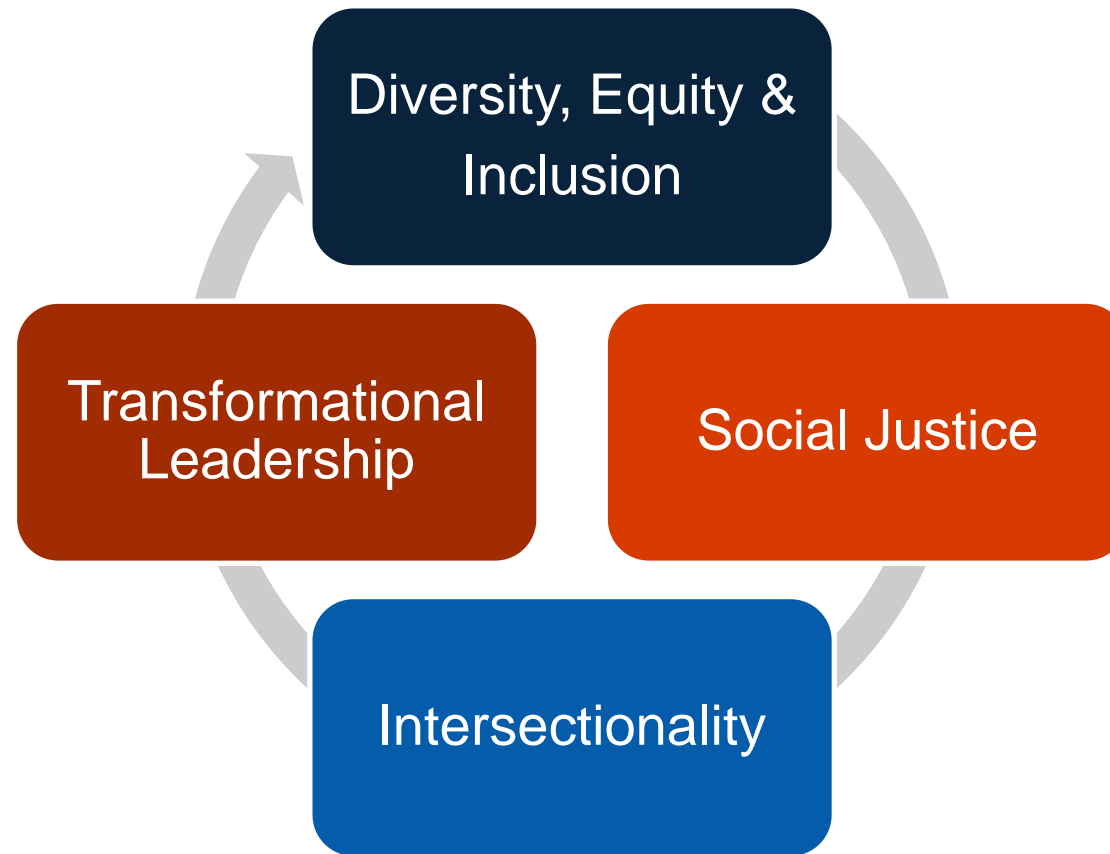 Diversity, Equity &
Inclusion
Transformational
Leadership
Social Justice
Intersectionality